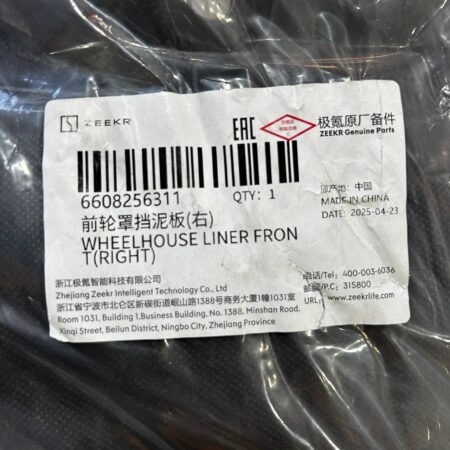 ZEEKR
EAC
合格证
极氪原厂备件
ZEEKR Genuine Parts
6608256311
QTY: 1
原产地: 中国
MADE IN CHINA
DATE: 2025-04-23
前轮罩挡泥板(右)
WHEELHOUSE LINER FRON
T(RIGHT)
浙江极氪智能科技有限公司
Zhejiang Zeekr Intelligent Technology Co., Ltd
浙江省宁波市北仑区新碶街道岷山路1388号商务大厦1幢1031室
Room 1031, Building 1.Business Building, No. 1388, Minshan Road,
Xinqi Street, Beilun District, Ningbo City, Zhejiang Province
电话/Tel: 400-003-6036
邮编/P.C: 315800
www.zeekrlife.com